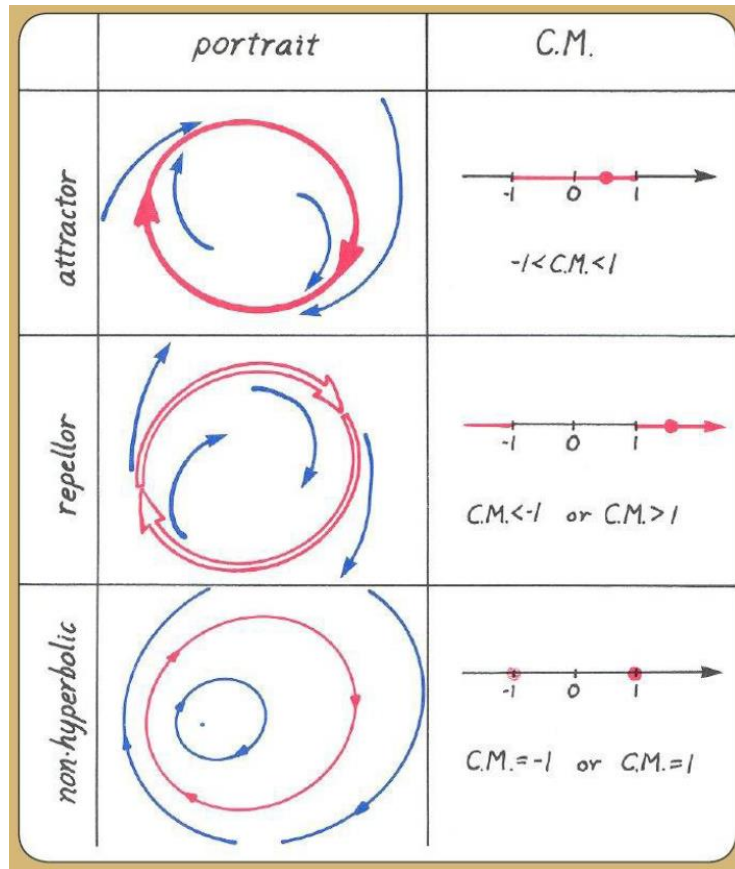 portrait C.M.
attractor
-1 0 1
-1 < C.M. < 1
repellor
-1 0 1
C.M. < -1 or C.M. > 1
non-hyperbolic
-1 0 1
C.M. = -1 or C.M. = 1